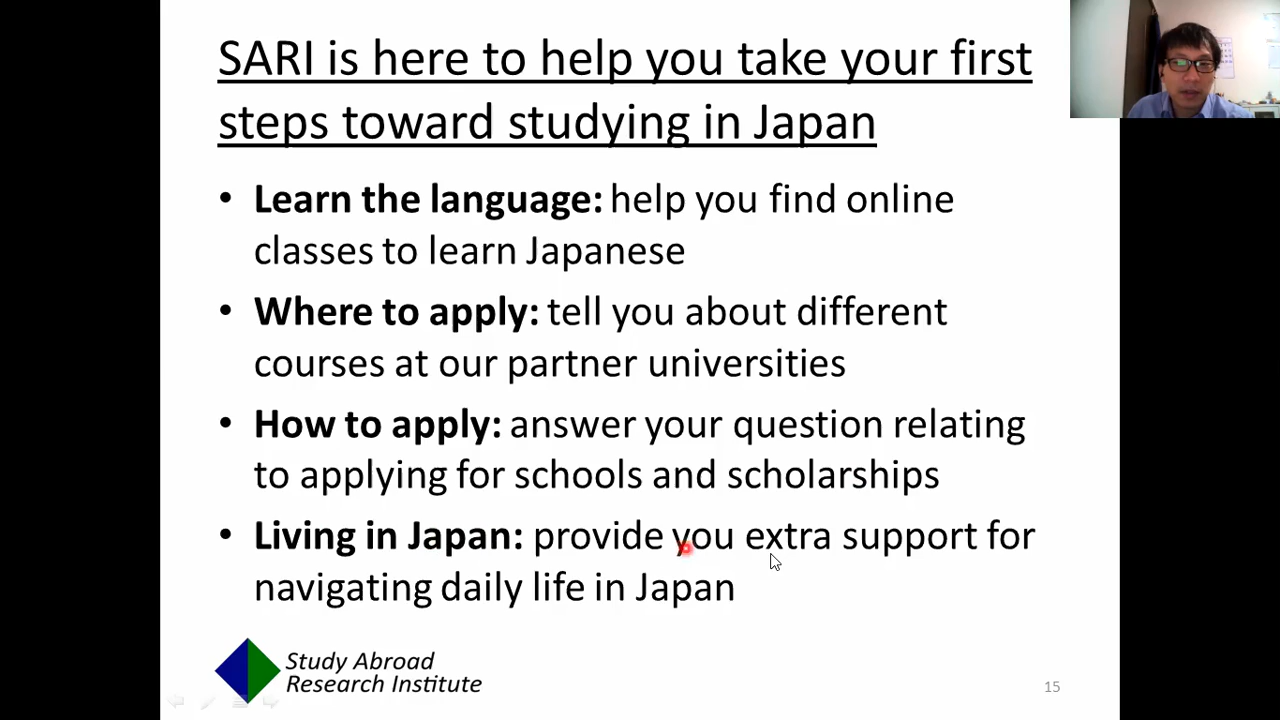 SARI is here to help you take your first
steps toward studying in Japan
• Learn the language: help you find online
classes to learn Japanese
• Where to apply: tell you about different
courses at our partner universities
• How to apply: answer your question relating
to applying for schools and scholarships
• Living in Japan: provide you extra support for
navigating daily life in Japan
Study Abroad
Research Institute
15